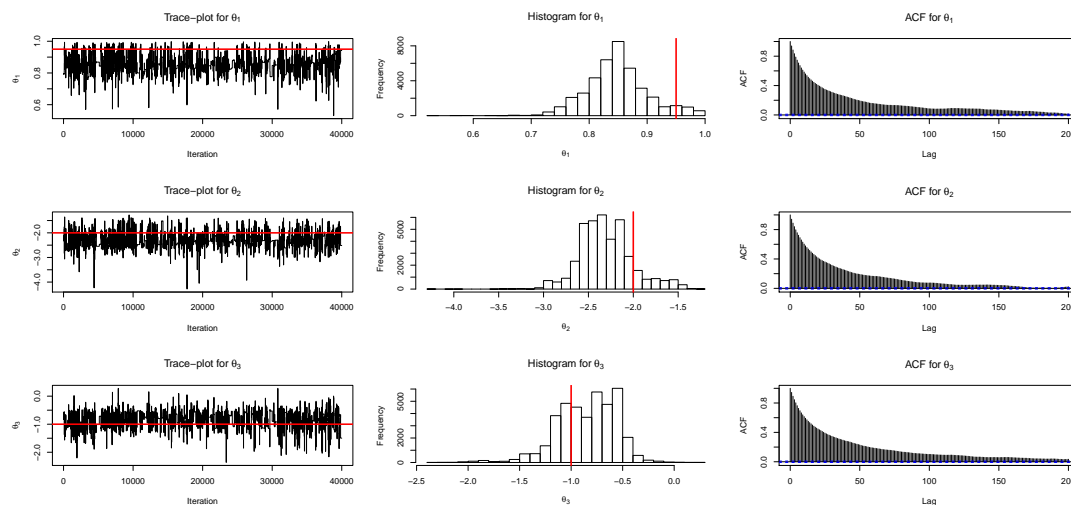 Trace−plot for θ1
Histogram for θ1
ACF for θ1
θ1
0.6 0.8 1.0
0 10000 20000 30000 40000
Iteration
Frequency
0 4000 8000
0.6 0.7 0.8 0.9 1.0
θ1
ACF
0.0 0.4 0.8
0 50 100 150 200
Lag
Trace−plot for θ2
Histogram for θ2
ACF for θ2
θ2
−4.0 −3.0 −2.0
0 10000 20000 30000 40000
Iteration
Frequency
0 2000 5000
−4.0 −3.5 −3.0 −2.5 −2.0 −1.5
θ2
ACF
0.0 0.4 0.8
0 50 100 150 200
Lag
Trace−plot for θ3
Histogram for θ3
ACF for θ3
θ3
−2.0 −1.0 0.0
0 10000 20000 30000 40000
Iteration
Frequency
0 2000 5000
−2.5 −2.0 −1.5 −1.0 −0.5 0.0
θ3
ACF
0.0 0.4 0.8
0 50 100 150 200
Lag